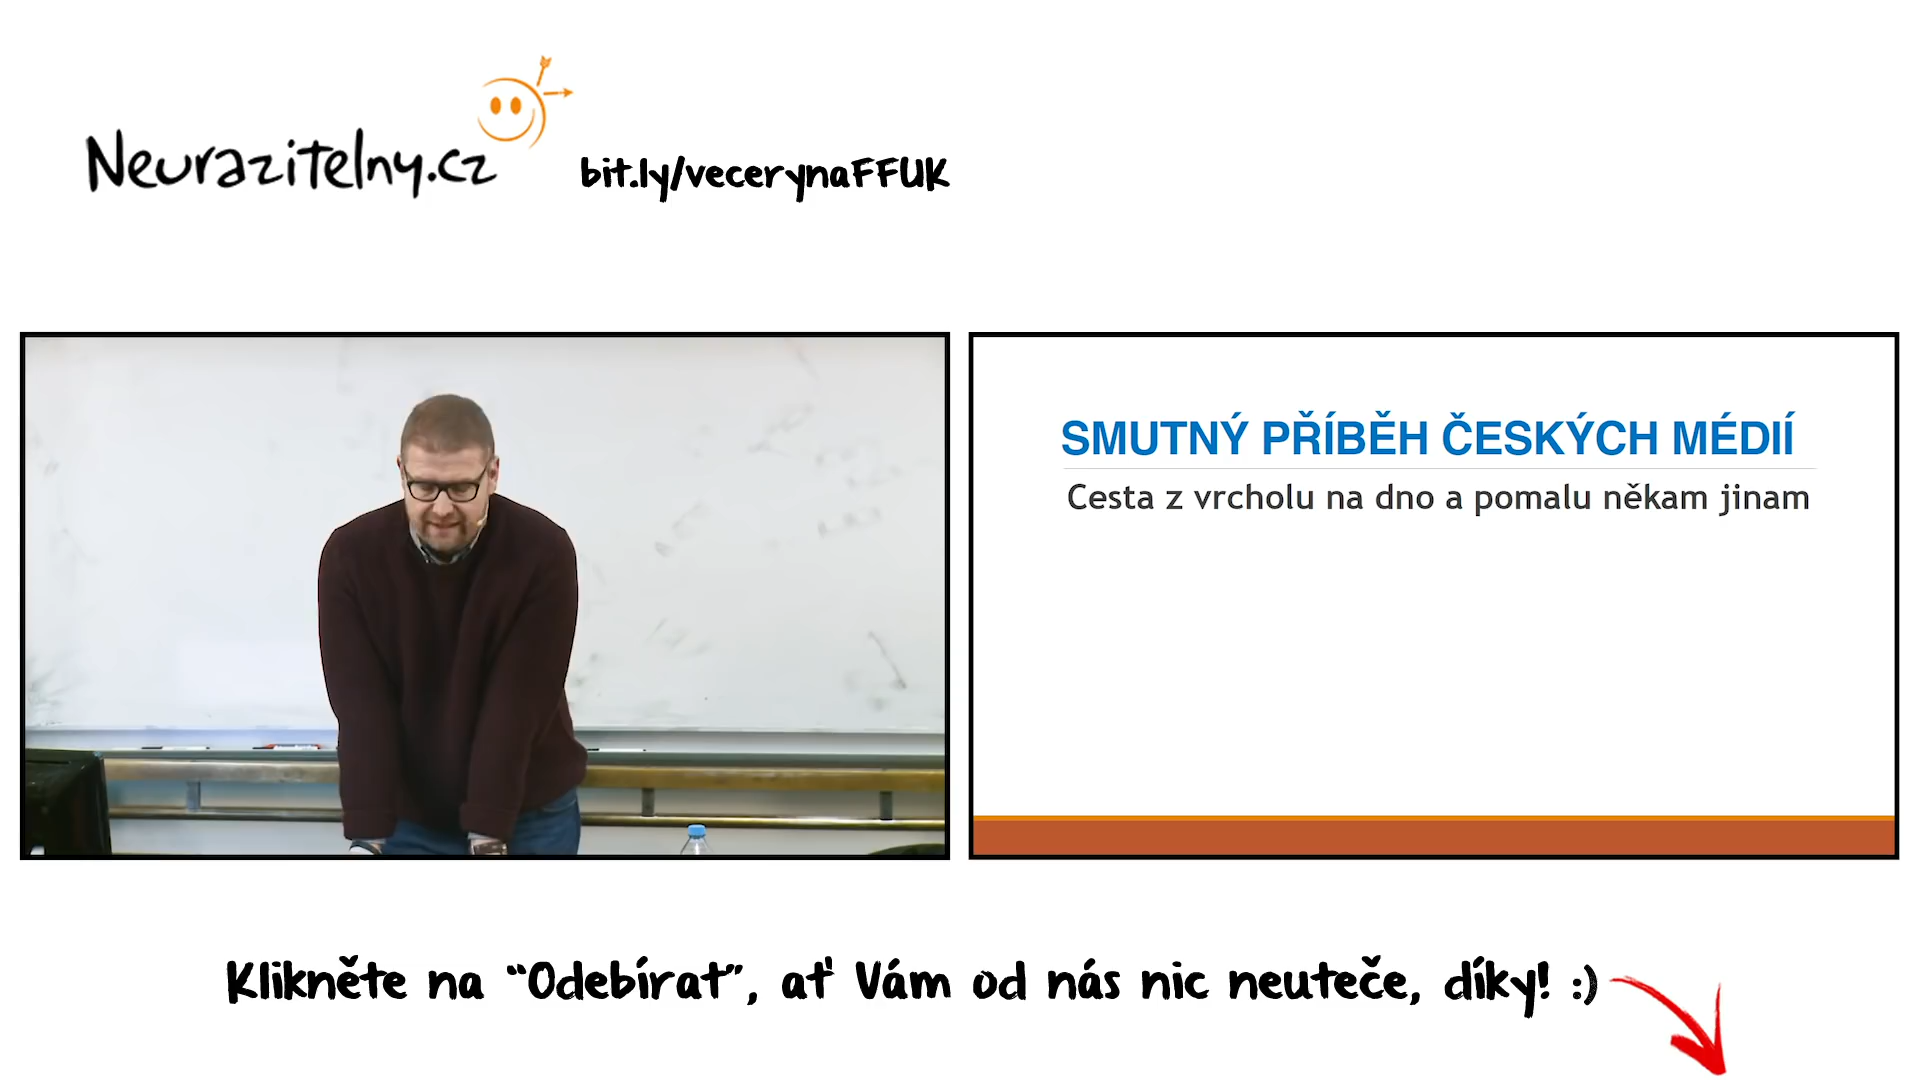 Neurazitelny.cz
bit.ly/vecerynaFFUK
SMUTNÝ PŘÍBĚH ČESKÝCH MÉDIÍ
Cesta z vrcholu na dno a pomalu někam jinam
Klikněte na “Odebírat”, ať Vám od nás nic neuteče, díky! :)